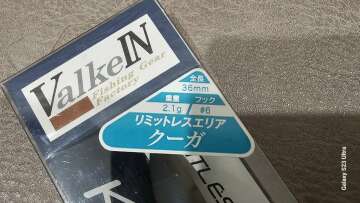 ValkeIN
Fishing Gear
Factory
全長
36mm
重量 フック
2.1g #6
リミットレスエリア
クーガ
TLES
Galaxy S23 Ultra